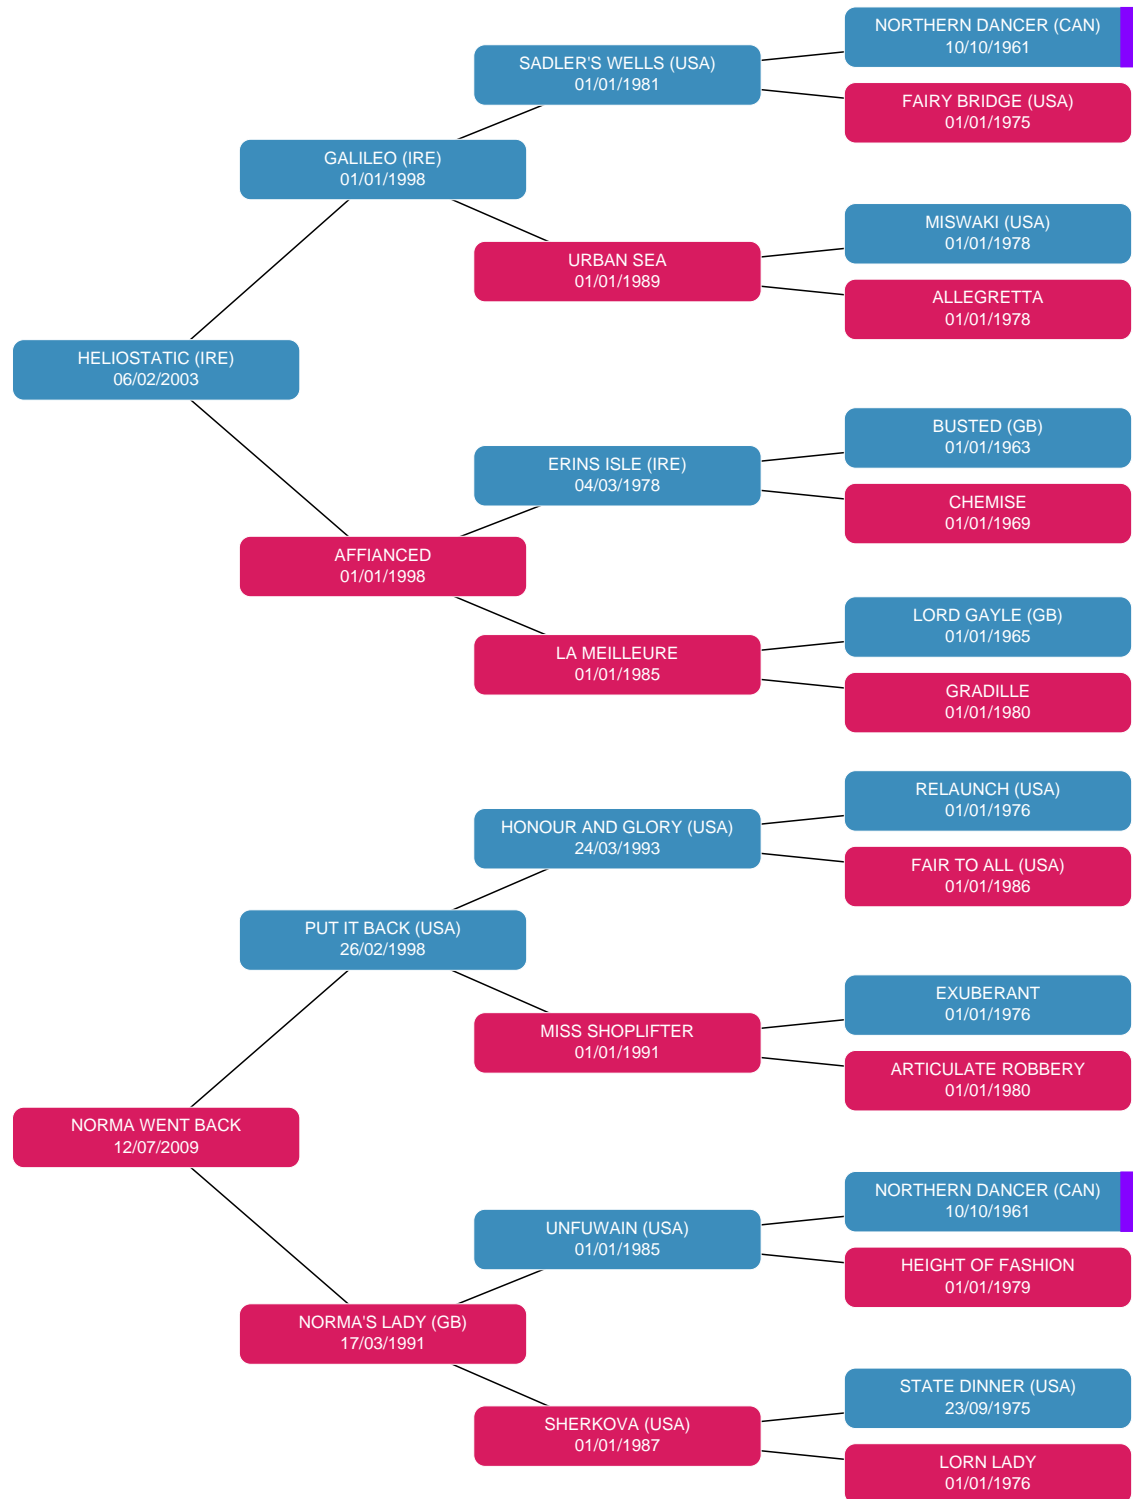 NORTHERN DANCER (CAN)
10/10/1961
SADLER'S WELLS (USA)
01/01/1981
FAIRY BRIDGE (USA)
01/01/1975
GALILEO (IRE)
01/01/1998
MISWAKI (USA)
01/01/1978
URBAN SEA
01/01/1989
ALLEGRETTA
01/01/1978
HELIOSTATIC (IRE)
06/02/2003
BUSTED (GB)
01/01/1963
ERINS ISLE (IRE)
04/03/1978
CHEMISE
01/01/1969
AFFIANCED
01/01/1998
LORD GAYLE (GB)
01/01/1965
LA MEILLEURE
01/01/1985
GRADILLE
01/01/1980
RELAUNCH (USA)
01/01/1976
HONOUR AND GLORY (USA)
24/03/1993
FAIR TO ALL (USA)
01/01/1986
PUT IT BACK (USA)
26/02/1998
EXUBERANT
01/01/1976
MISS SHOPLIFTER
01/01/1991
ARTICULATE ROBBERY
01/01/1980
NORMA WENT BACK
12/07/2009
NORTHERN DANCER (CAN)
10/10/1961
UNFUWAIN (USA)
01/01/1985
HEIGHT OF FASHION
01/01/1979
NORMA'S LADY (GB)
17/03/1991
STATE DINNER (USA)
23/09/1975
SHERKOVA (USA)
01/01/1987
LORN LADY
01/01/1976